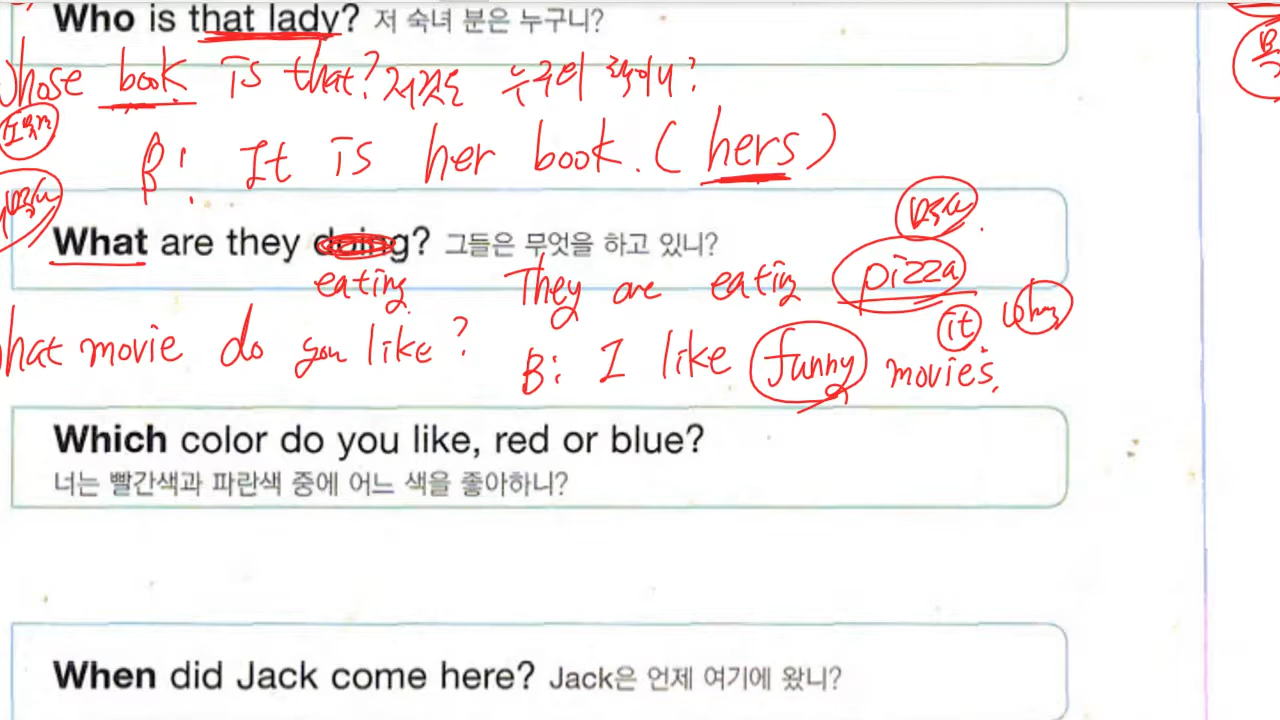 Who is that lady? 저 숙녀 분은 누구니?
Whose book is that? 저것은 누구의 책이니?
B: It is her book. (hers)
명사
What are they doing? 그들은 무엇을 하고 있니?
eating They are eating pizza
it what
What movie do you like? B: I like funny movies.
Which color do you like, red or blue?
너는 빨간색과 파란색 중에 어느 색을 좋아하니?
When did Jack come here? Jack은 언제 여기에 왔니?